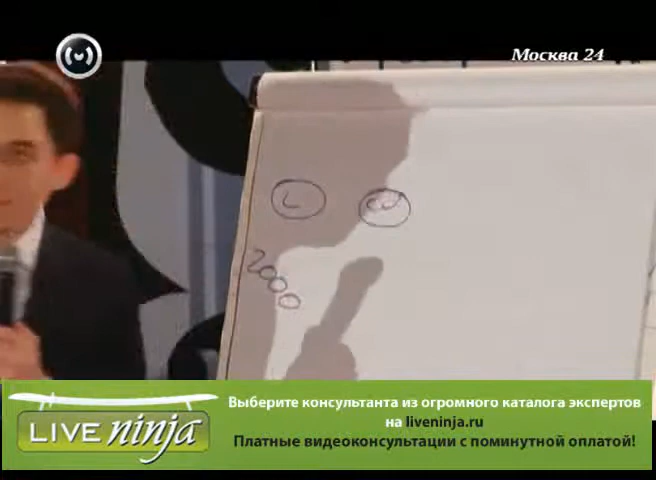 Москва 24
2000
LIVE ninja
Выберите консультанта из огромного каталога экспертов
на liveninja.ru
Платные видеоконсультации с поминутной оплатой!